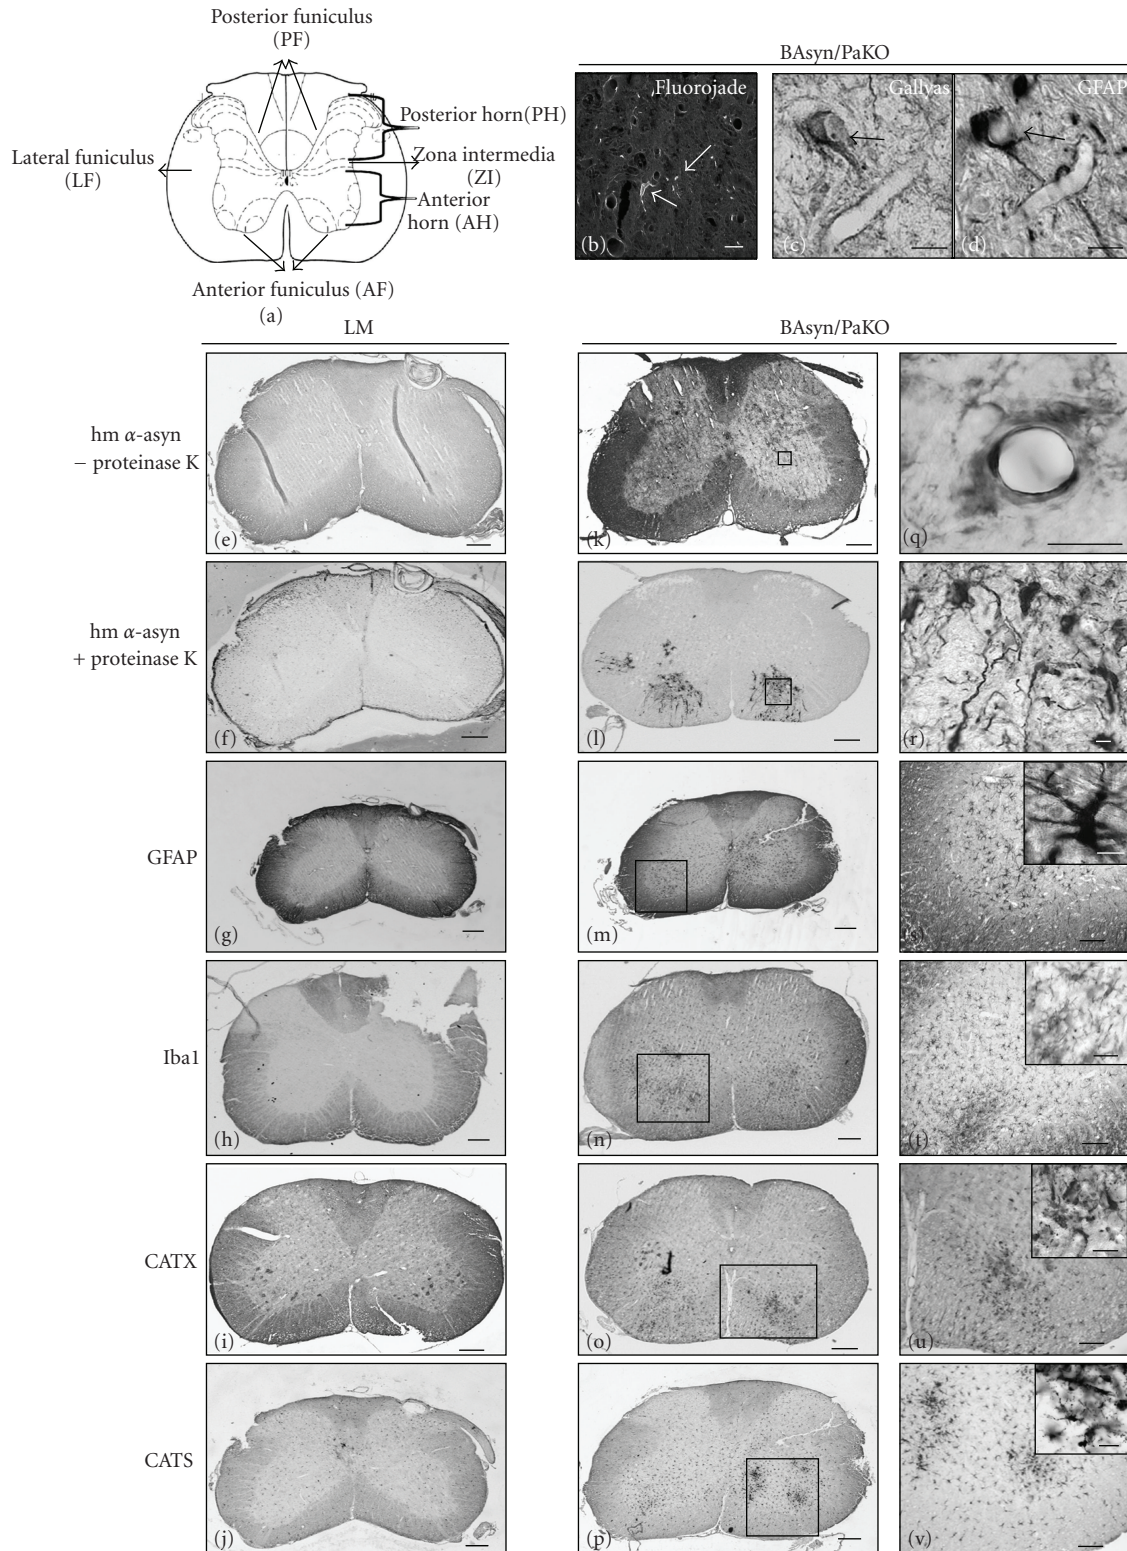 Posterior funiculus
(PF)
Posterior horn(PH)
Lateral funiculus
(LF)
Zona intermedia
(ZI)
Anterior
horn (AH)
Anterior funiculus (AF)
(a)
BAsyn/PaKO
Fluorojade
(b)
Gallyas
(c)
GFAP
(d)
LM
BAsyn/PaKO
hm α-asyn
− proteinase K
(e)
(k)
(q)
hm α-asyn
+ proteinase K
(f)
(l)
(r)
GFAP
(g)
(m)
(s)
Iba1
(h)
(n)
(t)
CATX
(i)
(o)
(u)
CATS
(j)
(p)
(v)